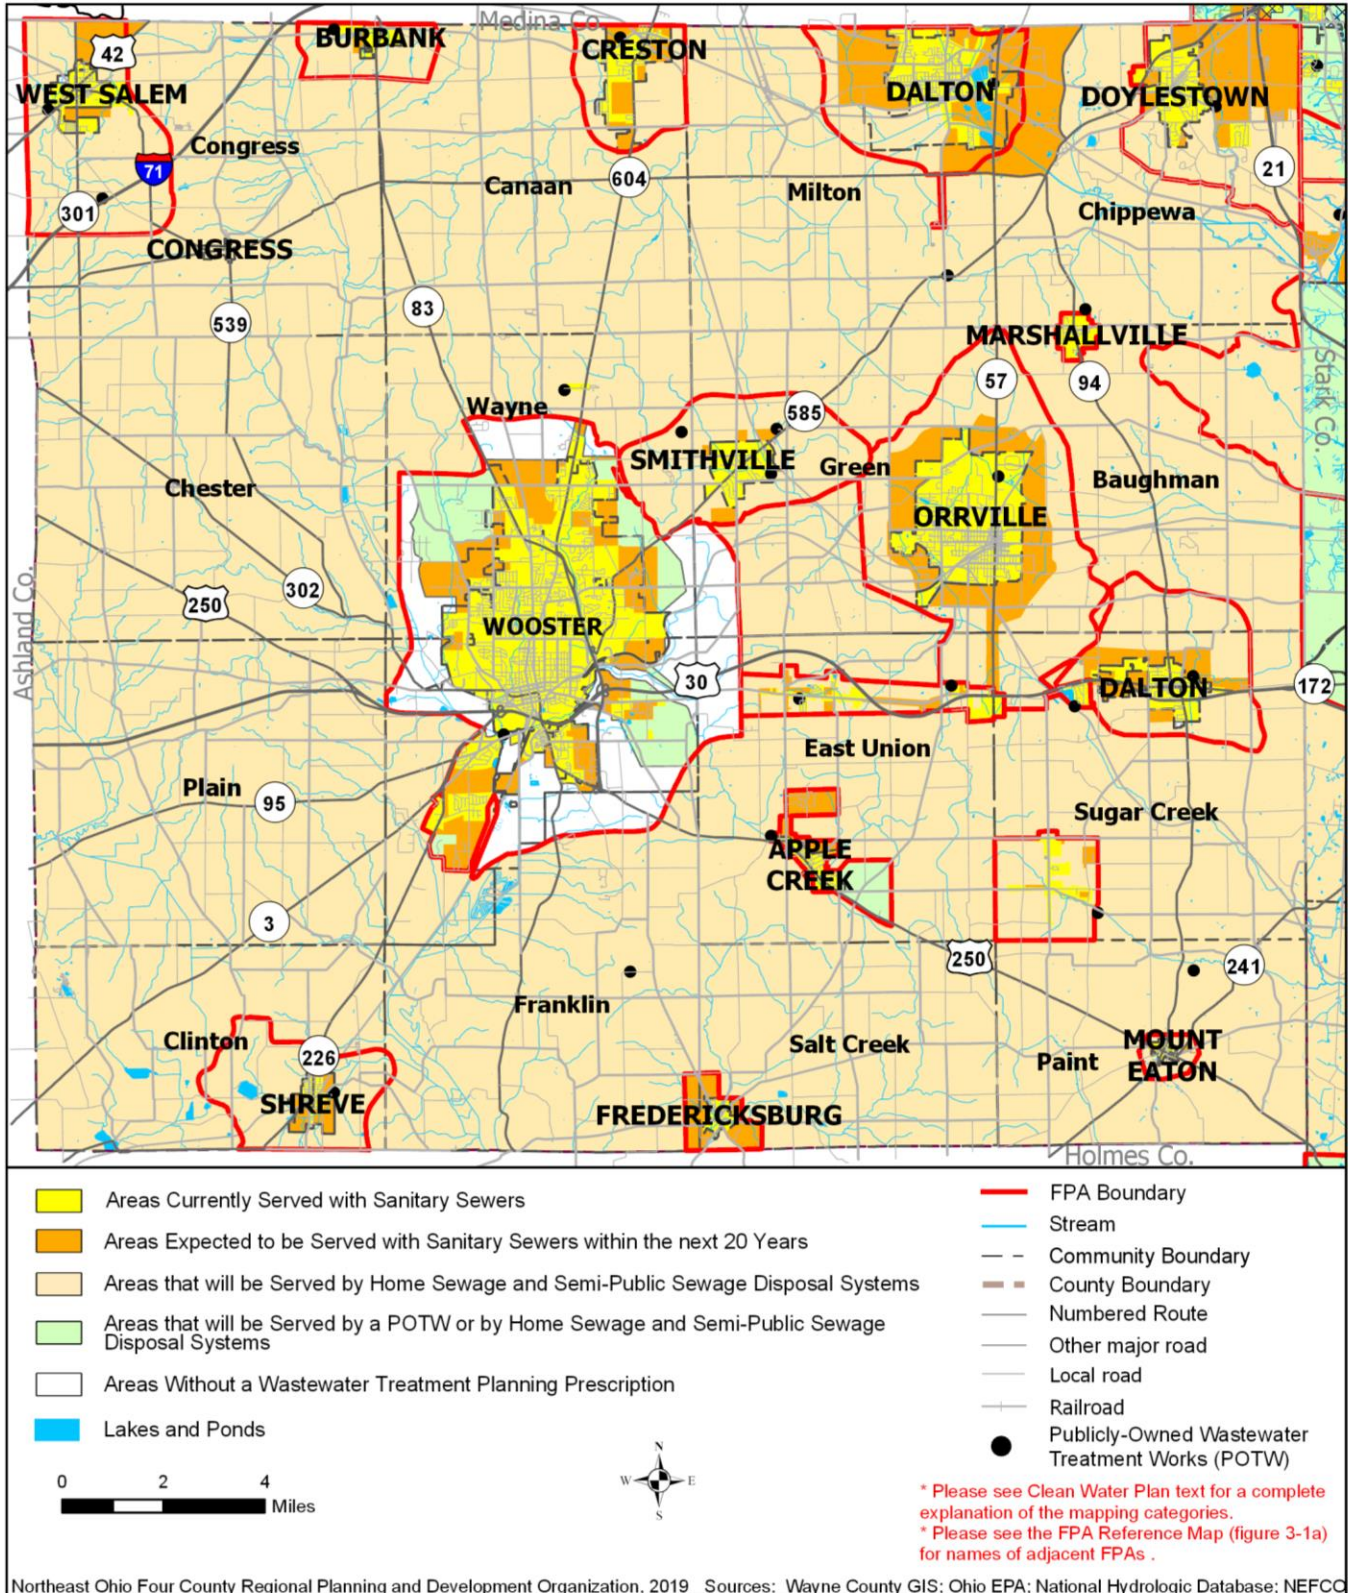 Medina Co.
BURBANK
CRESTON
42
WEST SALEM
DALTON
DOYLESTOWN
Congress
71
21
Canaan
604
Milton
301
Chippewa
CONGRESS
539
83
MARSHALLVILLE
57
94
Stark Co.
Wayne
585
SMITHVILLE
Green
Chester
Baughman
ORRVILLE
Ashland Co.
250
302
WOOSTER
30
DALTON
172
East Union
Plain
95
Sugar Creek
APPLE
CREEK
3
250
241
Franklin
Clinton
226
Salt Creek
Paint
MOUNT
EATON
SHREVE
FREDERICKSBURG
Holmes Co.
Areas Currently Served with Sanitary Sewers
Areas Expected to be Served with Sanitary Sewers within the next 20 Years
Areas that will be Served by Home Sewage and Semi-Public Sewage Disposal Systems
Areas that will be Served by a POTW or by Home Sewage and Semi-Public Sewage
Disposal Systems
Areas Without a Wastewater Treatment Planning Prescription
Lakes and Ponds
0 2 4
Miles
N
W E
S
FPA Boundary
Stream
Community Boundary
County Boundary
Numbered Route
Other major road
Local road
Railroad
Publicly-Owned Wastewater
Treatment Works (POTW)
* Please see Clean Water Plan text for a complete
explanation of the mapping categories.
* Please see the FPA Reference Map (figure 3-1a)
for names of adjacent FPAs .
Northeast Ohio Four County Regional Planning and Development Organization, 2019 Sources: Wayne County GIS; Ohio EPA; National Hydrologic Database; NEFCO